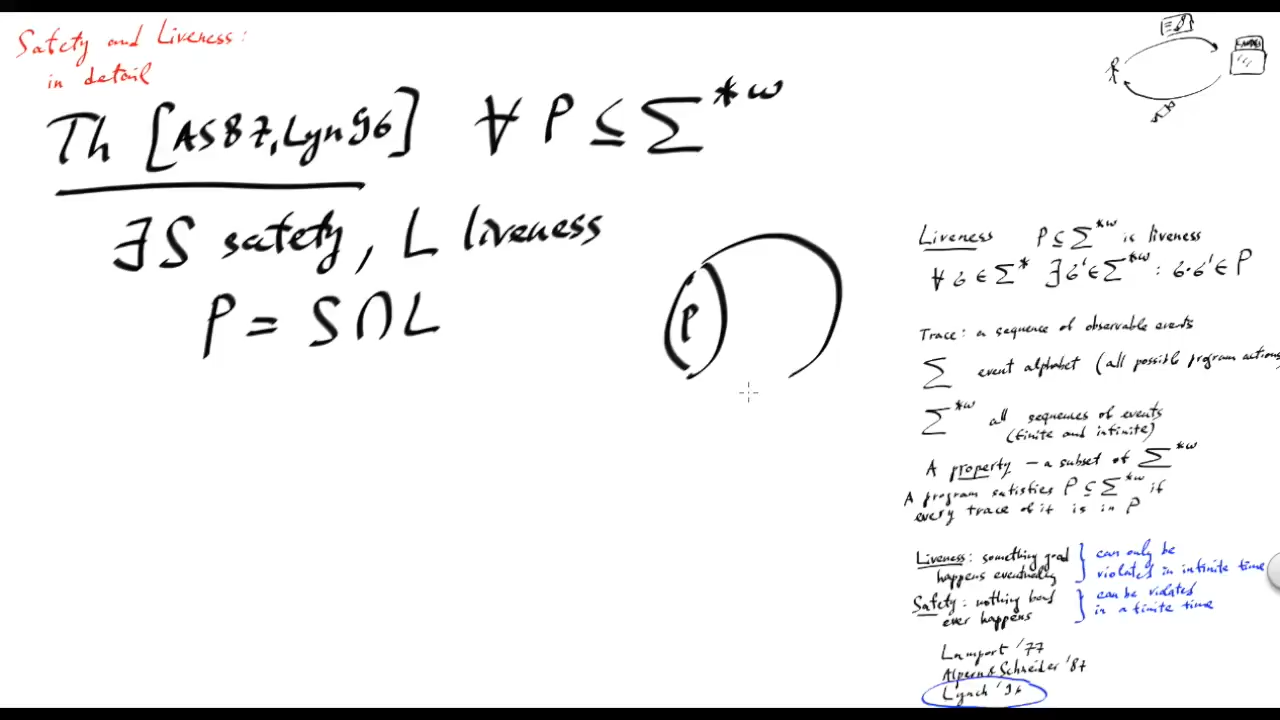 Safety and Liveness:
in detail
Th [AS87, Lyn96] ∀ P ⊆ Σ^*ω
∃ S safety, L liveness
P = S ∩ L
P
Liveness P ⊆ Σ^*ω is liveness
∀ σ ∈ Σ^* ∃ σ' ∈ Σ^*ω : σ·σ' ∈ P
Trace: a sequence of observable events
Σ event alphabet (all possible program actions
Σ^*ω all sequences of events
(finite and infinite)
A property – a subset of Σ^*ω
A program satisfies P ⊆ Σ^*ω if
every trace of it is in P
Liveness: something good
happens eventually
can only be
violated in infinite time
Safety: nothing bad
ever happens
can be violated
in a finite time
Lamport '77
Alpern & Schneider '87
Lynch '96